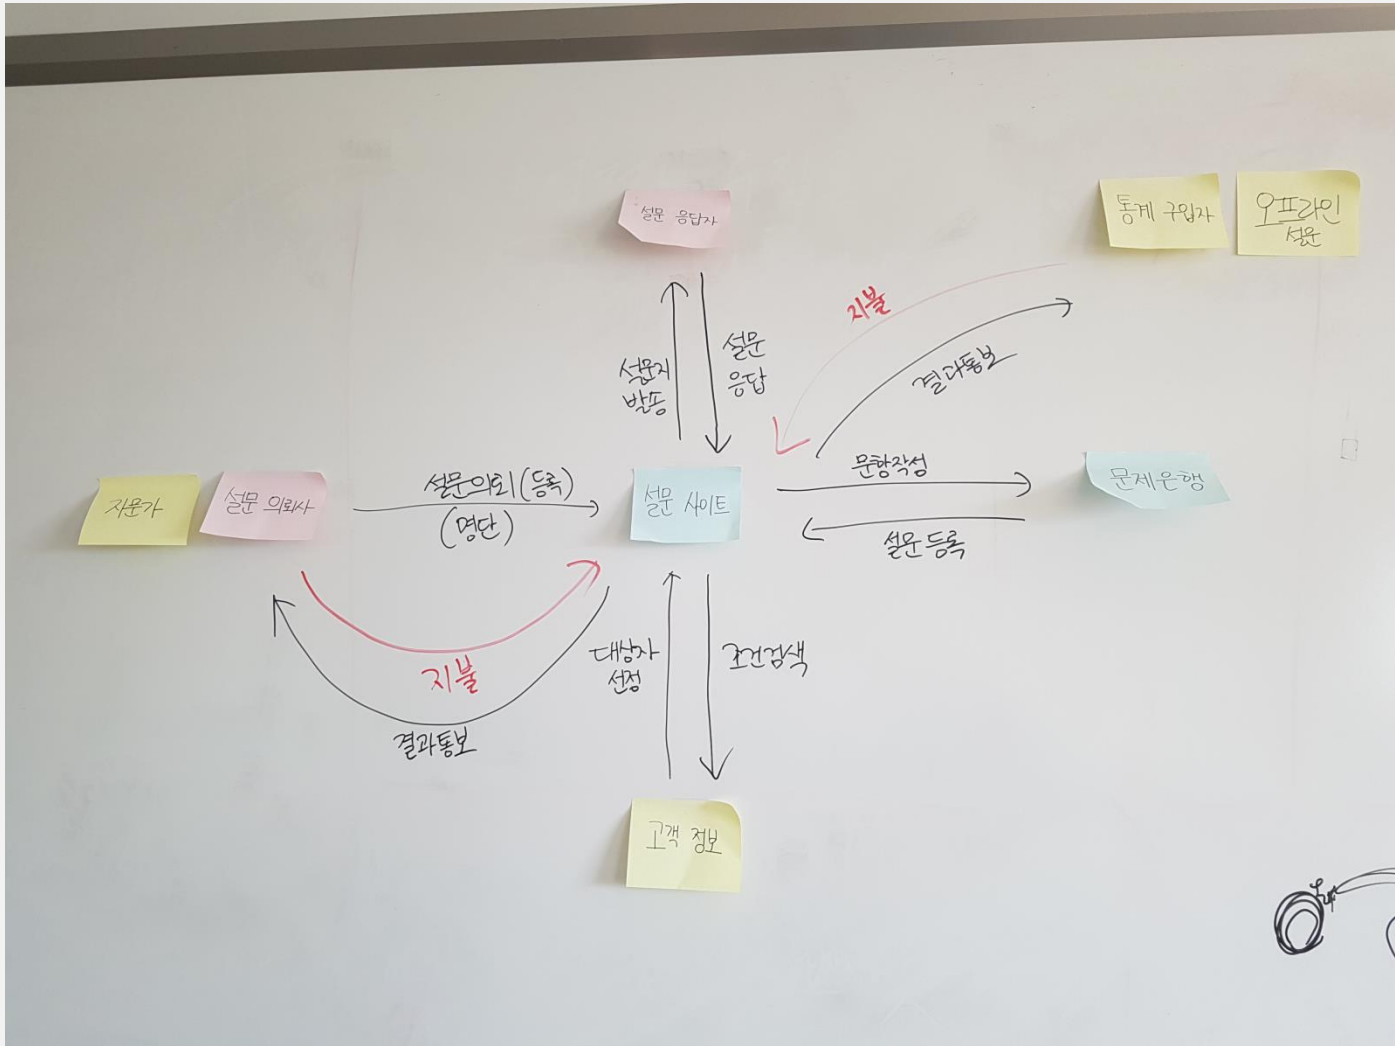 설문 응답자
통계 구입자
오프라인
설문
지불
결과통보
설문지
발송
설문
응답
자문가
설문 의뢰사
설문의뢰(등록)
(명단)
설문 사이트
문항작성
설문 등록
문제은행
지불
결과통보
대상자
선정
조건검색
고객 정보